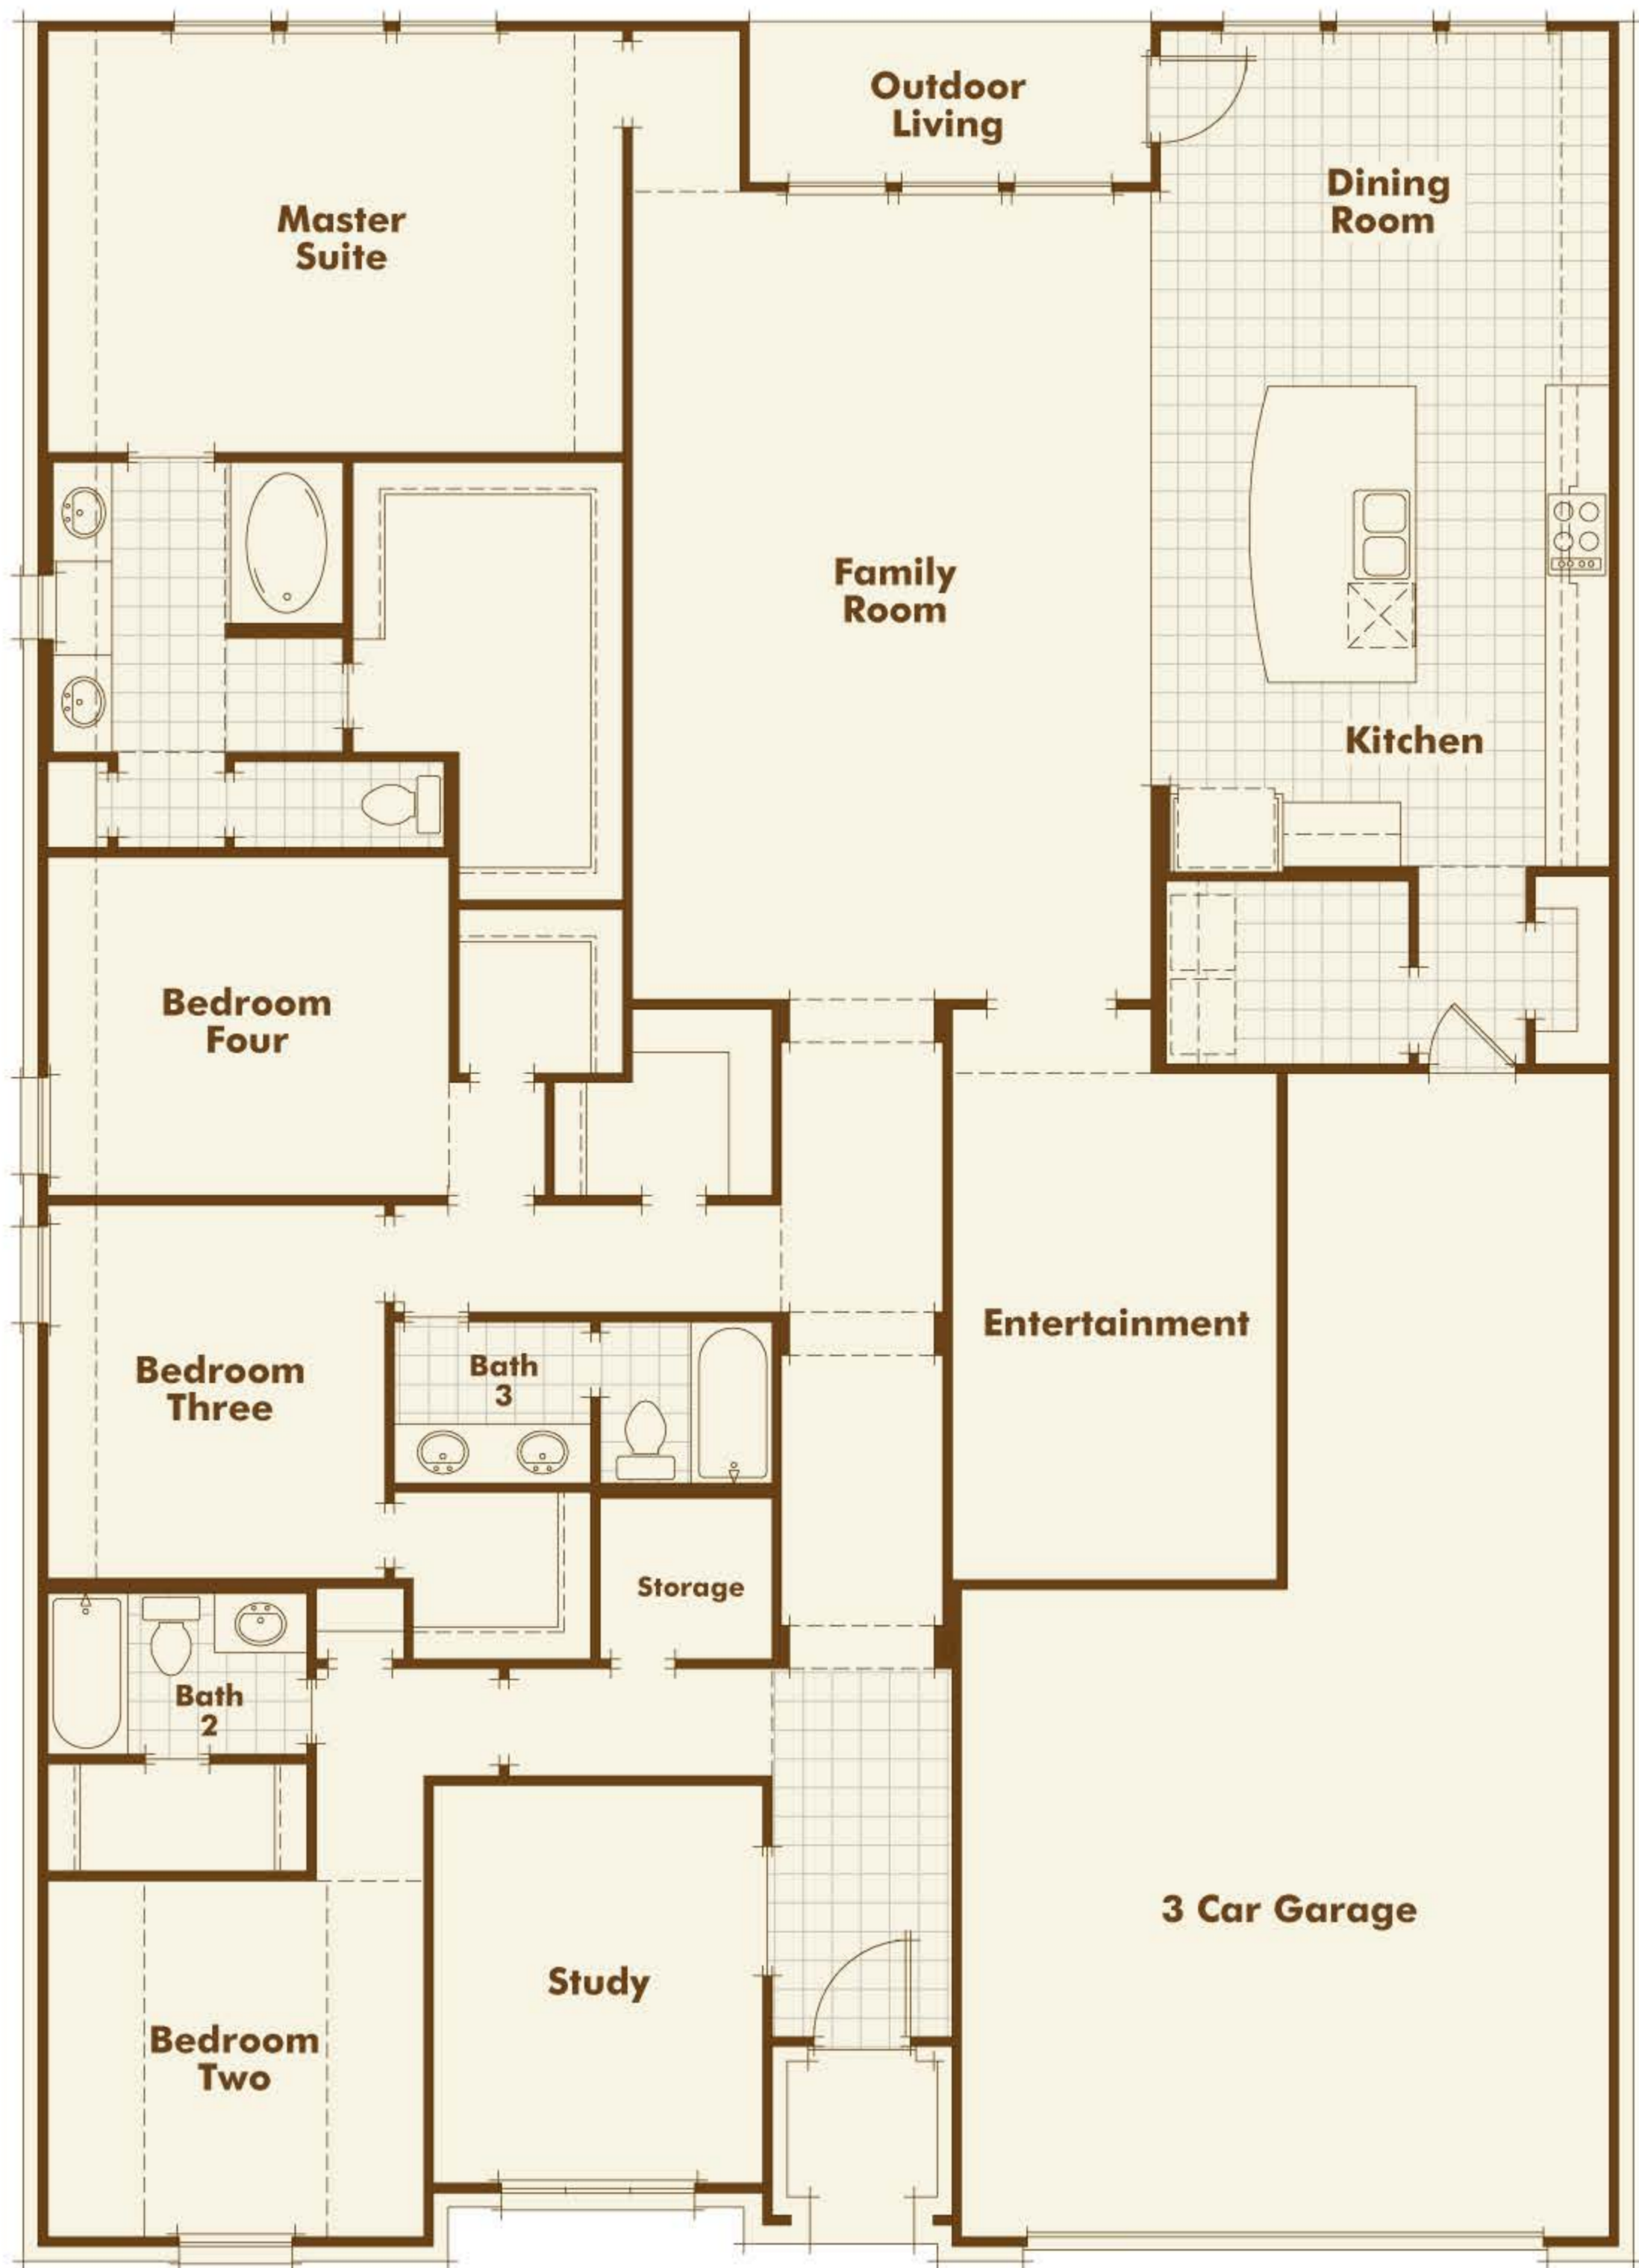 Outdoor
Living
Dining
Room
Master
Suite
Family
Room
Kitchen
Bedroom
Four
Entertainment
Bedroom
Three
Bath
3
Storage
Bath
2
3 Car Garage
Study
Bedroom
Two